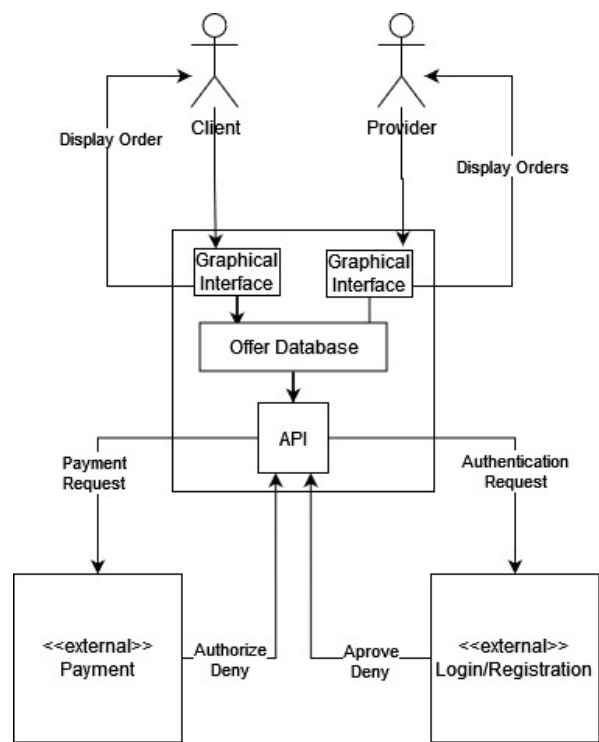 Client
Provider
Display Order
Display Orders
Graphical
Interface
Graphical
Interface
Offer Database
API
Payment
Request
Authentication
Request
<<external>>
Payment
Authorize
Deny
Aprove
Deny
<<external>>
Login/Registration